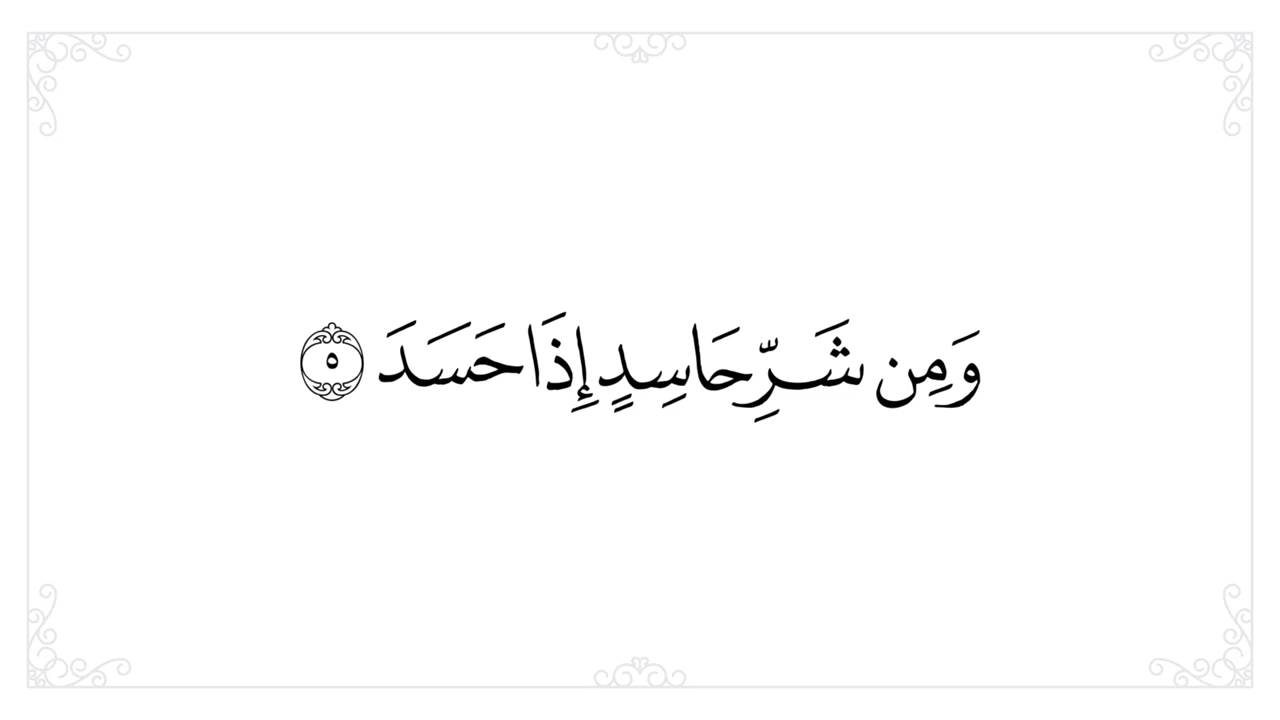 وَمِن شَرِّ حَاسِدٍ إِذَا حَسَدَ ٥